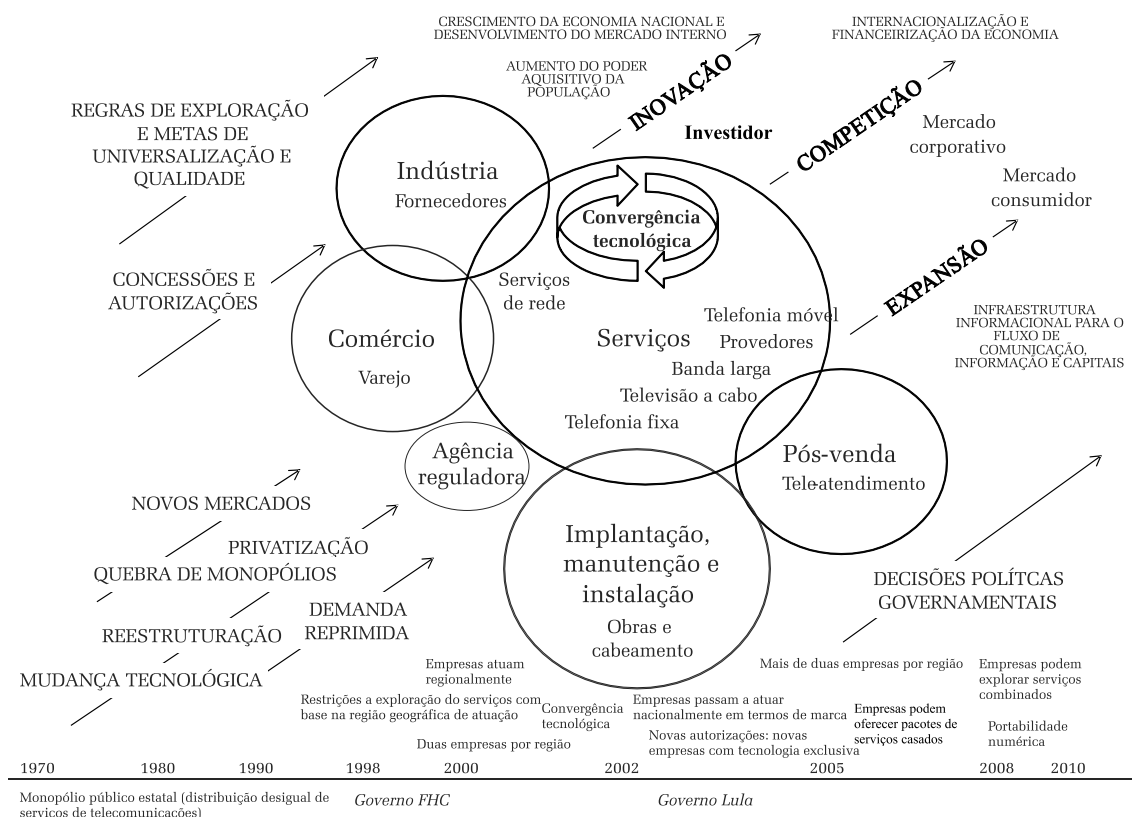 CRESCIMENTO DA ECONOMIA NACIONAL E
DESENVOLVIMENTO DO MERCADO INTERNO
INTERNACIONALIZAÇÃO E
FINANCEIRIZAÇÃO DA ECONOMIA
AUMENTO DO PODER
AQUISITIVO DA
POPULAÇÃO
INOVAÇÃO
Investidor
COMPETIÇÃO
Mercado
corporativo
Mercado
consumidor
EXPANSÃO
REGRAS DE EXPLORAÇÃO
E METAS DE
UNIVERSALIZAÇÃO E
QUALIDADE
Indústria
Fornecedores
Convergência
tecnológica
CONCESSÕES E
AUTORIZAÇÕES
Serviços
de rede
Comércio
Varejo
Serviços
Telefonia móvel
Provedores
Banda larga
Televisão a cabo
Telefonia fixa
INFRAESTRUTURA
INFORMACIONAL PARA O
FLUXO DE
COMUNICAÇÃO,
INFORMAÇÃO E CAPITAIS
Agência
reguladora
Pós-venda
Tele-atendimento
NOVOS MERCADOS
PRIVATIZAÇÃO
QUEBRA DE MONOPÓLIOS
DEMANDA
REPRIMIDA
REESTRUTURAÇÃO
MUDANÇA TECNOLÓGICA
Implantação,
manutenção e
instalação
Obras e
cabeamento
DECISÕES POLÍTCAS
GOVERNAMENTAIS
Empresas atuam
regionalmente
Restrições a exploração do serviços com
base na região geográfica de atuação
Duas empresas por região
Convergência
tecnológica
Empresas passam a atuar
nacionalmente em termos de marca
Novas autorizações: novas
empresas com tecnologia exclusiva
Mais de duas empresas por região
Empresas podem
oferecer pacotes de
serviços casados
Empresas podem
explorar serviços
combinados
Portabilidade
numérica
1970 1980 1990 1998 2000 2002 2005 2008 2010
Monopólio público estatal (distribuição desigual de
serviços de telecomunicações)
Governo FHC
Governo Lula